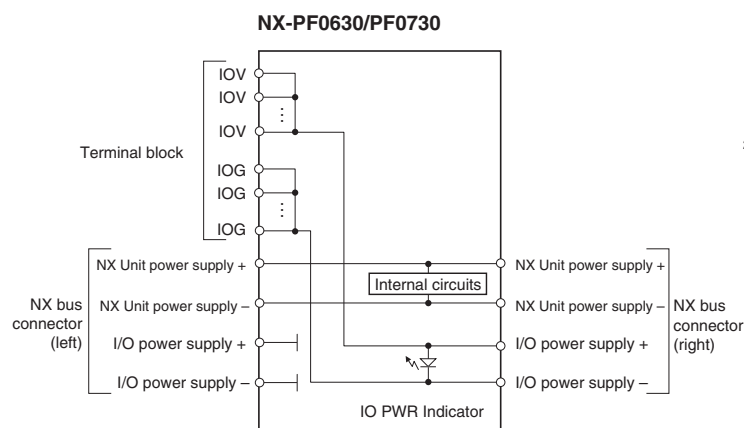 NX-PF0630/PF0730
IOV
IOV
IOV
Terminal block
IOG
IOG
IOG
NX Unit power supply +
NX Unit power supply –
I/O power supply +
I/O power supply –
NX bus
connector
(left)
Internal circuits
IO PWR Indicator
NX Unit power supply +
NX Unit power supply –
I/O power supply +
I/O power supply –
NX bus
connector
(right)